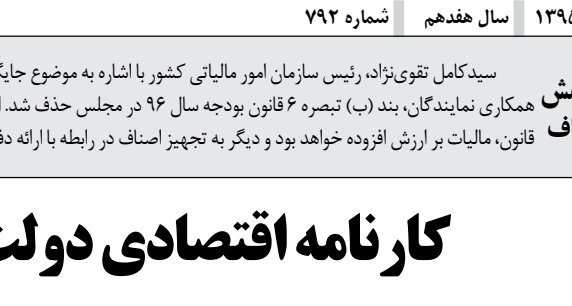 ۱۳۹۵ سال هفدهم شماره ۷۹۲
سیدکامل تقوی‌نژاد، رئیس سازمان امور مالیاتی کشور با اشاره به موضوع
همکاری نمایندگان، بند (ب) تبصره ۶ قانون بودجه سال ۹۶ در مجلس حذف شد.
قانون، مالیات بر ارزش افزوده خواهد بود و دیگر به تجهیز اصناف در رابطه با ارائه
کارنامه اقتصادی دولت